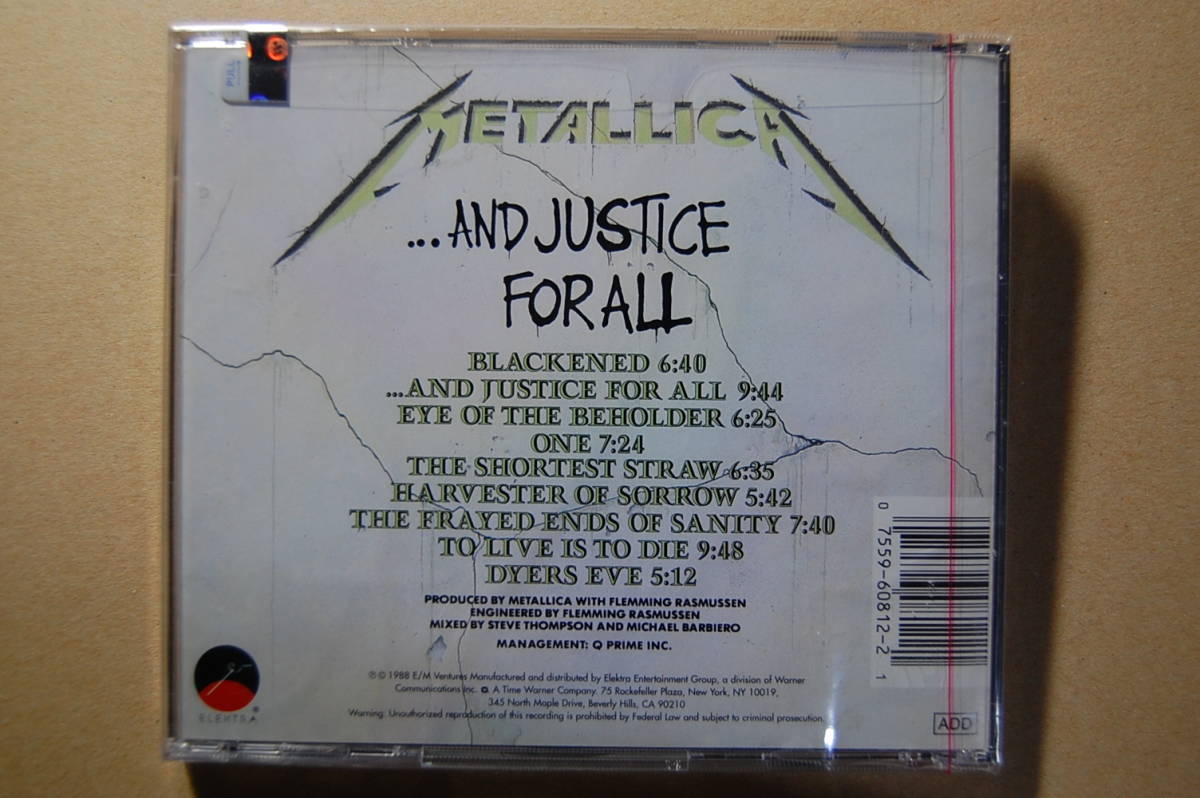 PULL
METALLICA
...AND JUSTICE
FOR ALL
BLACKENED 6:40
...AND JUSTICE FOR ALL 9:44
EYE OF THE BEHOLDER 6:25
ONE 7:24
THE SHORTEST STRAW 6:35
HARVESTER OF SORROW 5:42
THE FRAYED ENDS OF SANITY 7:40
TO LIVE IS TO DIE 9:48
DYERS EVE 5:12
PRODUCED BY METALLICA WITH FLEMMING RASMUSSEN
ENGINEERED BY FLEMMING RASMUSSEN
MIXED BY STEVE THOMPSON AND MICHAEL BARBIERO
MANAGEMENT: Q PRIME INC.
℗ © 1988 E/M Ventures Manufactured and distributed by Elektra Entertainment Group, a division of Warner
Communications Inc. A Time Warner Company. 75 Rockefeller Plaza, New York, NY 10019,
345 North Maple Drive, Beverly Hills, CA 90210
Warning: Unauthorized reproduction of this recording is prohibited by Federal Law and subject to criminal prosecution.
ELEKTRA®
0 7559-60812-2 1
ADD